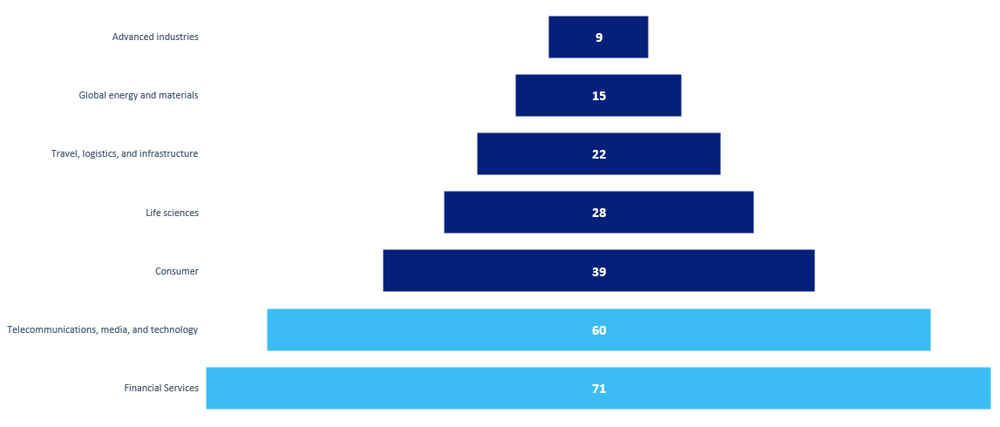 Advanced industries 9
Global energy and materials 15
Travel, logistics, and infrastructure 22
Life sciences 28
Consumer 39
Telecommunications, media, and technology 60
Financial Services 71